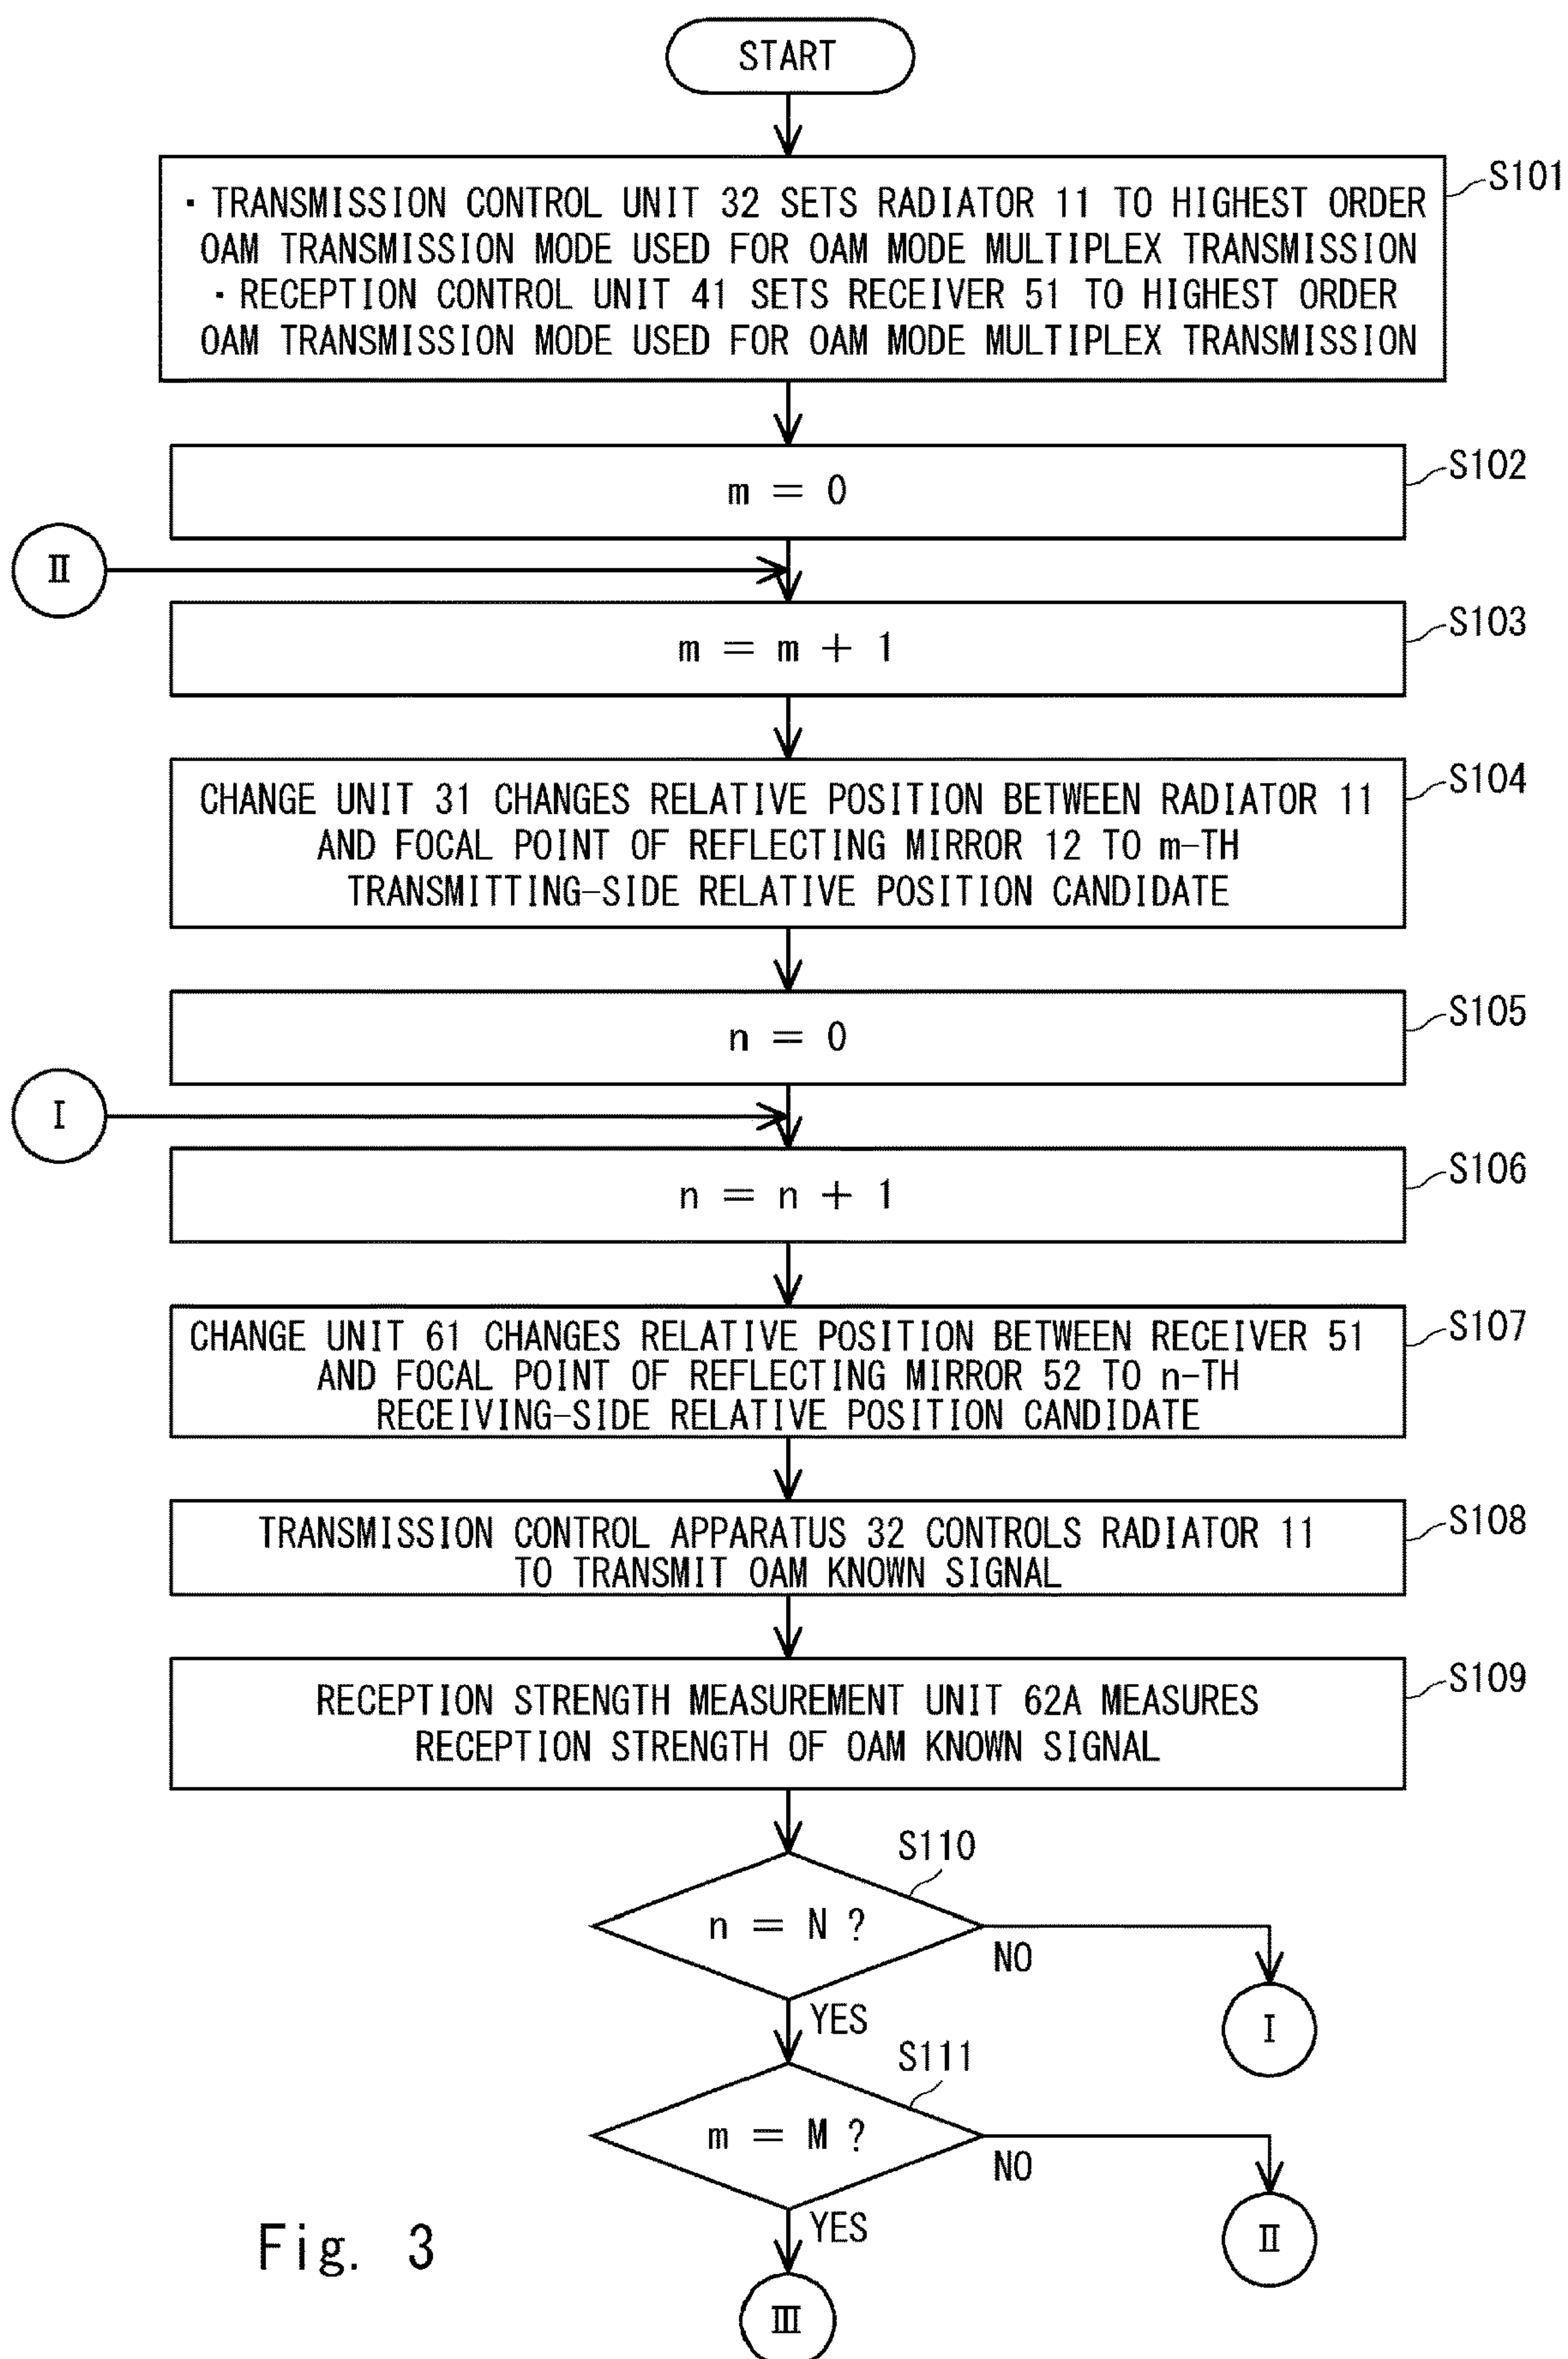 START
S101
・TRANSMISSION CONTROL UNIT 32 SETS RADIATOR 11 TO HIGHEST ORDER
OAM TRANSMISSION MODE USED FOR OAM MODE MULTIPLEX TRANSMISSION
・RECEPTION CONTROL UNIT 41 SETS RECEIVER 51 TO HIGHEST ORDER
OAM TRANSMISSION MODE USED FOR OAM MODE MULTIPLEX TRANSMISSION
S102
m = 0
II
S103
m = m + 1
S104
CHANGE UNIT 31 CHANGES RELATIVE POSITION BETWEEN RADIATOR 11
AND FOCAL POINT OF REFLECTING MIRROR 12 TO m-TH
TRANSMITTING-SIDE RELATIVE POSITION CANDIDATE
S105
n = 0
I
S106
n = n + 1
S107
CHANGE UNIT 61 CHANGES RELATIVE POSITION BETWEEN RECEIVER 51
AND FOCAL POINT OF REFLECTING MIRROR 52 TO n-TH
RECEIVING-SIDE RELATIVE POSITION CANDIDATE
S108
TRANSMISSION CONTROL APPARATUS 32 CONTROLS RADIATOR 11
TO TRANSMIT OAM KNOWN SIGNAL
S109
RECEPTION STRENGTH MEASUREMENT UNIT 62A MEASURES
RECEPTION STRENGTH OF OAM KNOWN SIGNAL
S110
n = N ?
NO
I
YES
S111
m = M ?
NO
II
YES
III
Fig. 3